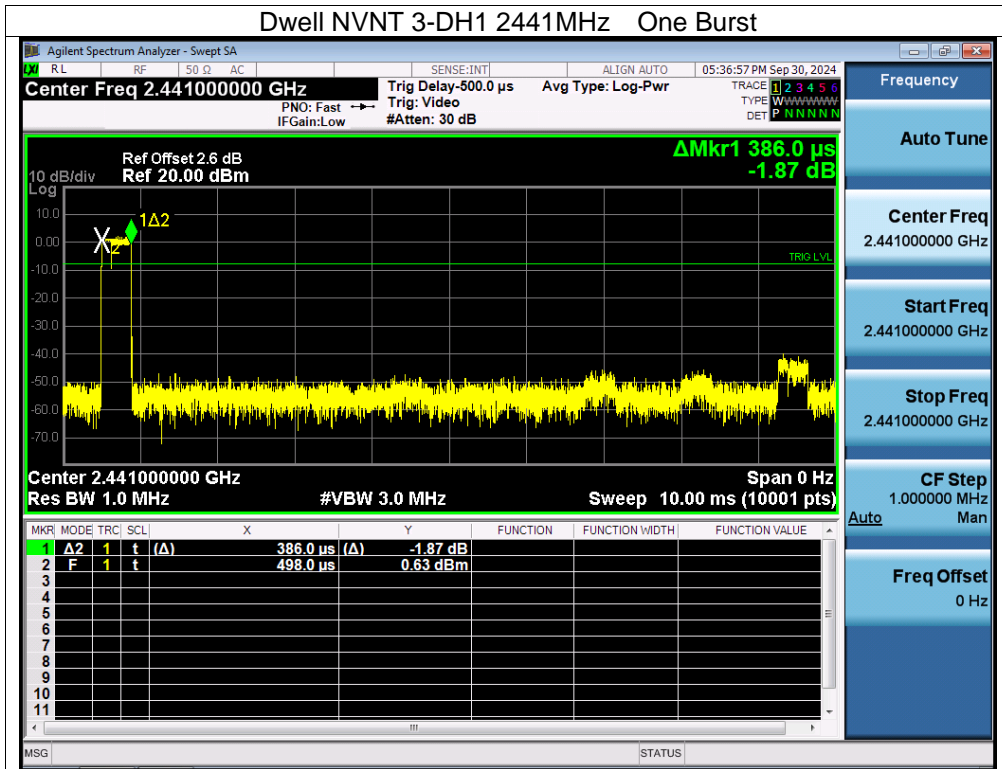 Dwell NVNT 3-DH1 2441MHz One Burst
Agilent Spectrum Analyzer - Swept SA
LXI RL RF 50 Ω AC SENSE:INT ALIGN AUTO 05:36:57 PM Sep 30, 2024
Center Freq 2.441000000 GHz
PNO: Fast
IFGain:Low
Trig Delay-500.0 µs
Trig: Video
#Atten: 30 dB
Avg Type: Log-Pwr
TRACE 1 2 3 4 5 6
TYPE WWWWWW
DET P N N N N N
Frequency
Auto Tune
Center Freq
2.441000000 GHz
Start Freq
2.441000000 GHz
Stop Freq
2.441000000 GHz
CF Step
1.000000 MHz
Auto Man
Freq Offset
0 Hz
ΔMkr1 386.0 µs
-1.87 dB
Ref Offset 2.6 dB
10 dB/div Ref 20.00 dBm
Log
10.0
0.00
-10.0
-20.0
-30.0
-40.0
-50.0
-60.0
-70.0
1Δ2
2
TRIG LVL
Center 2.441000000 GHz Span 0 Hz
Res BW 1.0 MHz #VBW 3.0 MHz Sweep 10.00 ms (10001 pts)
MKR MODE TRC SCL X Y FUNCTION FUNCTION WIDTH FUNCTION VALUE
1 Δ2 1 t (Δ) 386.0 µs (Δ) -1.87 dB
2 F 1 t 498.0 µs 0.63 dBm
3
4
5
6
7
8
9
10
11
MSG STATUS